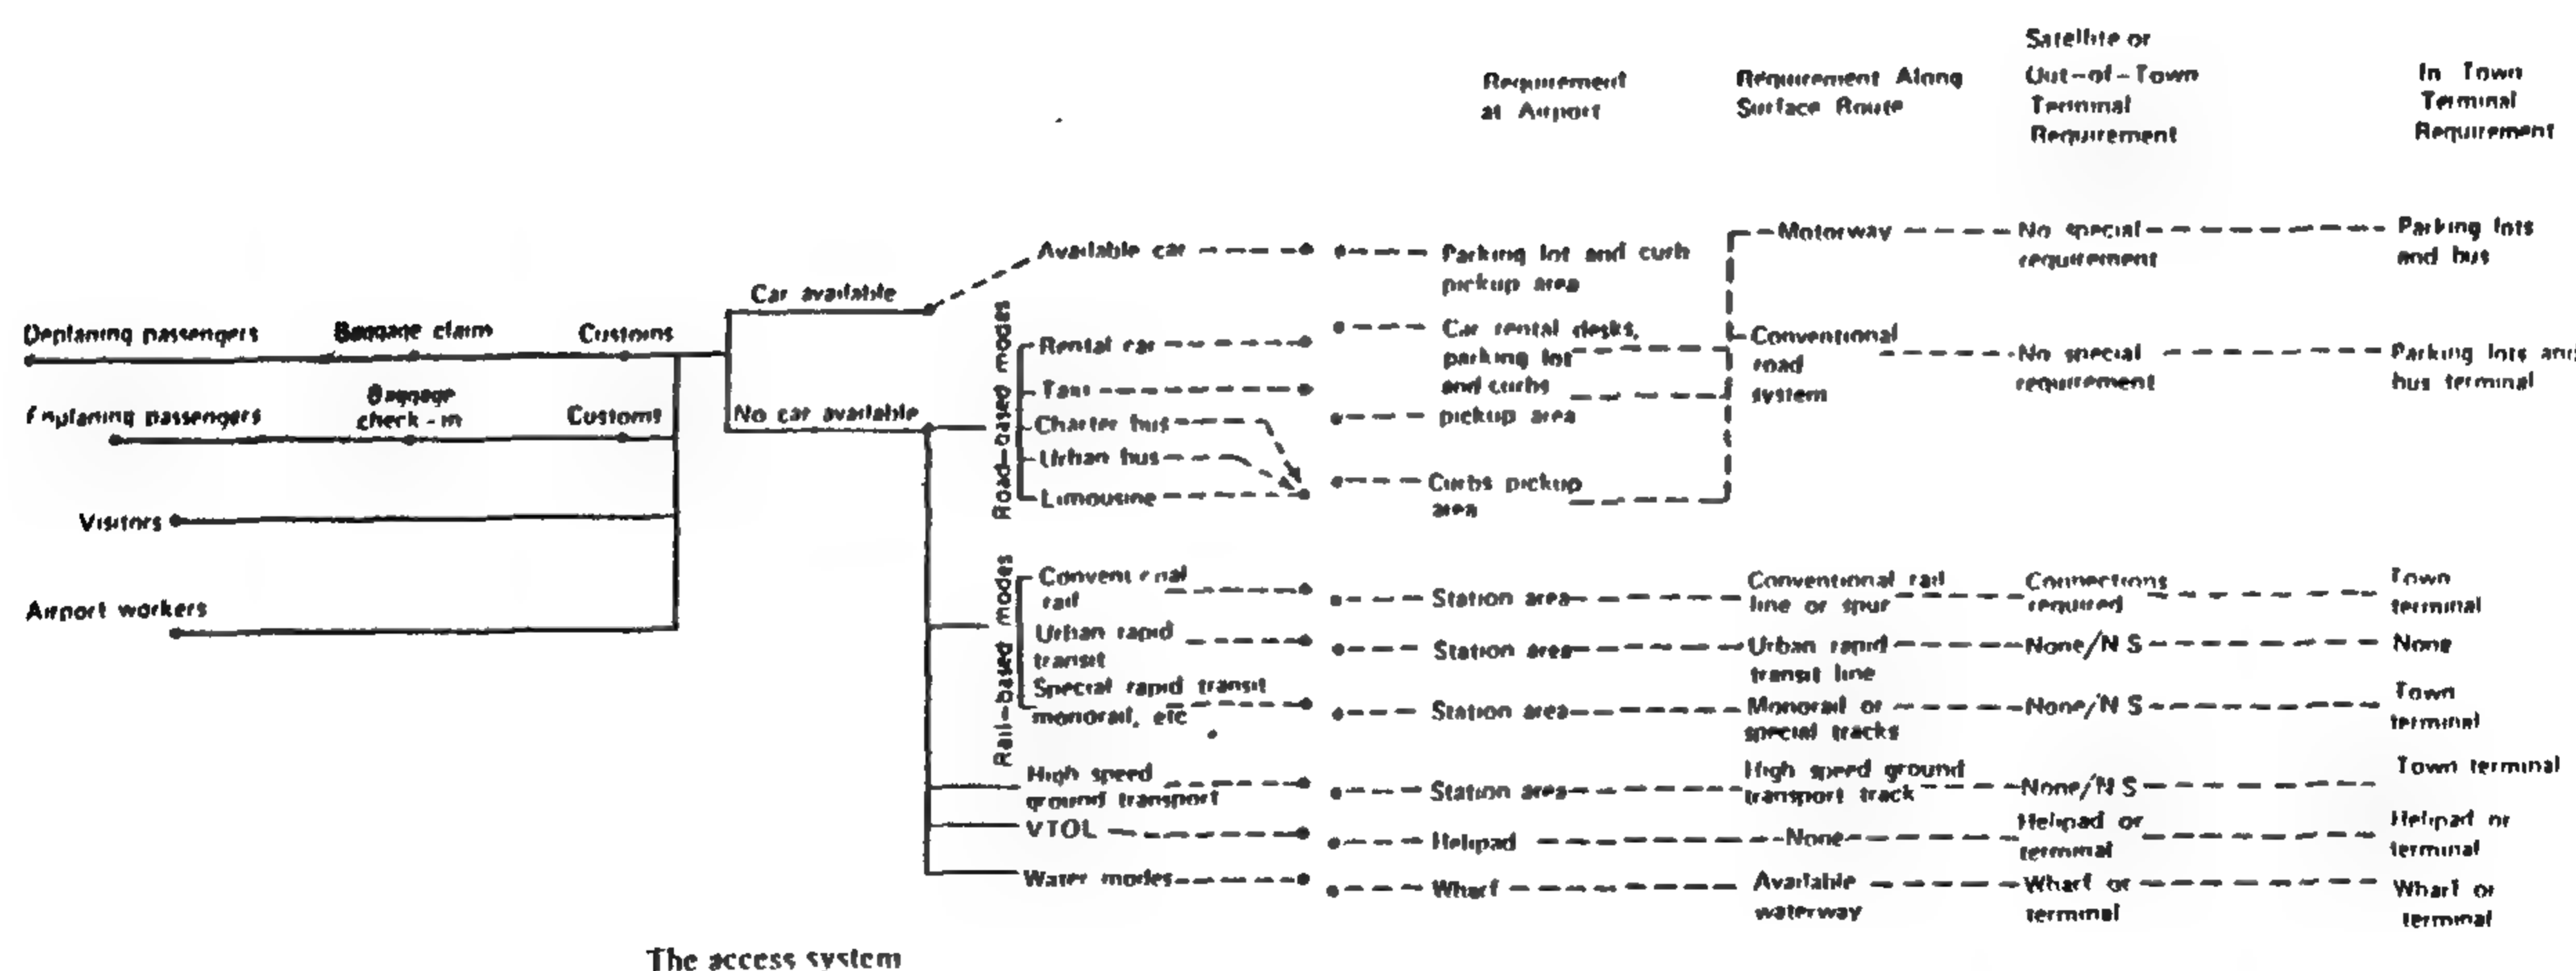 Requirement
at Airport
Requirement Along
Surface Route
Satellite or
Out-of-Town
Terminal
Requirement
In Town
Terminal
Requirement
Deplaning passengers
Baggage claim
Customs
Enplaning passengers
Baggage
check-in
Customs
Visitors
Airport workers
Car available
No car available
Available car
Road-based modes
Rental car
Taxi
Charter bus
Urban bus
Limousine
Rail-based modes
Conventional
rail
Urban rapid
transit
Special rapid transit
monorail, etc
High speed
ground transport
VTOL
Water modes
Parking lot and curb
pickup area
Car rental desks,
parking lot
and curbs
pickup area
Curbs pickup
area
Station area
Station area
Station area
Station area
Helipad
Wharf
Motorway
Conventional
road
system
Conventional rail
line or spur
Urban rapid
transit line
Monorail or
special tracks
High speed ground
transport track
None
Available
waterway
No special
requirement
No special
requirement
Connections
required
None/N S
None/N S
None/N S
Helipad or
terminal
Wharf or
terminal
Parking lots
and bus
Parking lots and
bus terminal
Town
terminal
None
Town
terminal
Town terminal
Helipad or
terminal
Wharf or
terminal
The access system